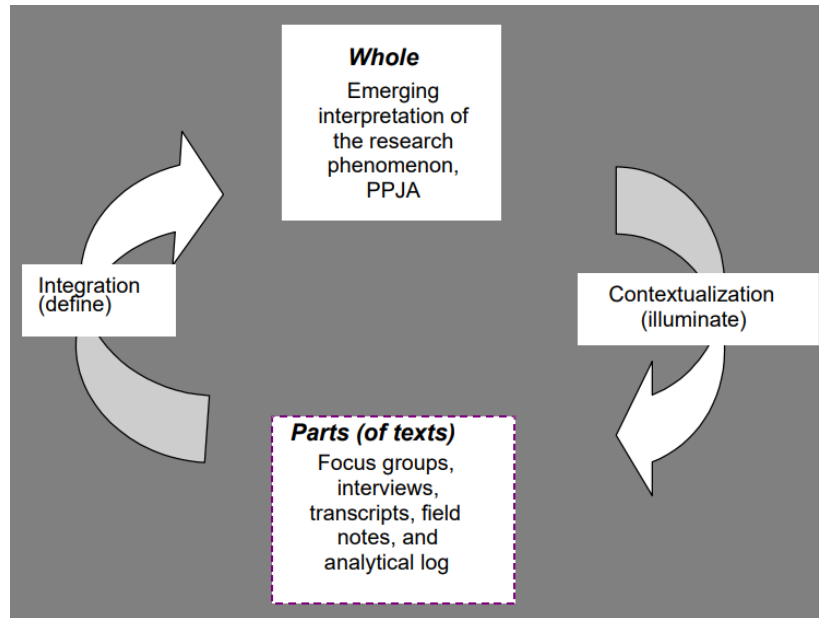 Whole
Emerging
interpretation of
the research
phenomenon,
PPJA
Integration
(define)
Contextualization
(illuminate)
Parts (of texts)
Focus groups,
interviews,
transcripts, field
notes, and
analytical log